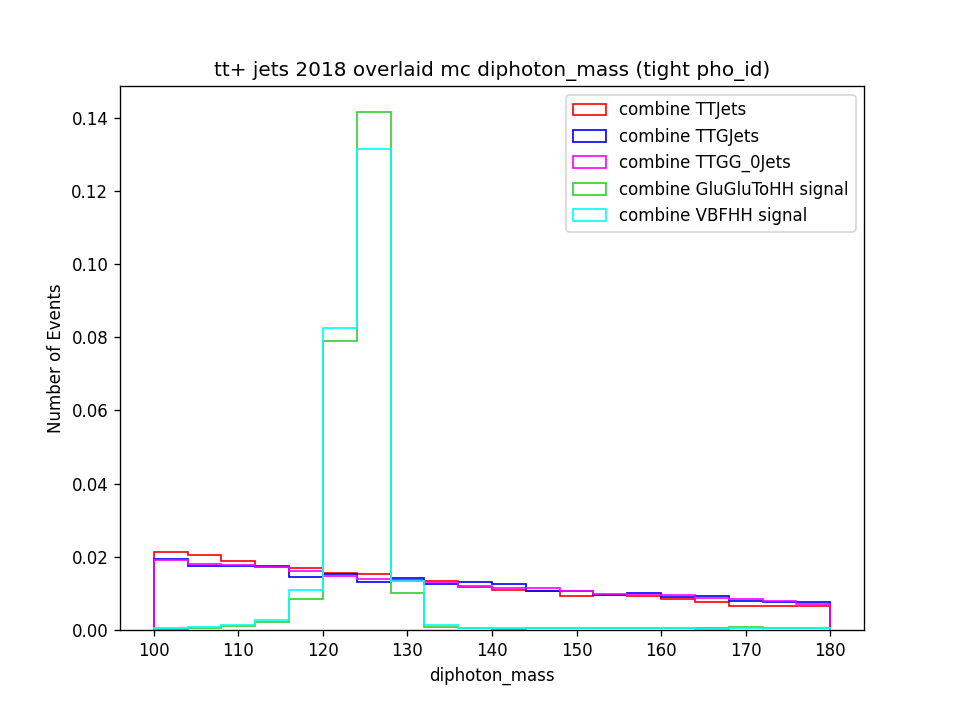 tt+ jets 2018 overlaid mc diphoton_mass (tight pho_id)
combine TTJets
combine TTGJets
combine TTGG_0Jets
combine GluGluToHH signal
combine VBFHH signal
Number of Events
0.14
0.12
0.10
0.08
0.06
0.04
0.02
0.00
100 110 120 130 140 150 160 170 180
diphoton_mass